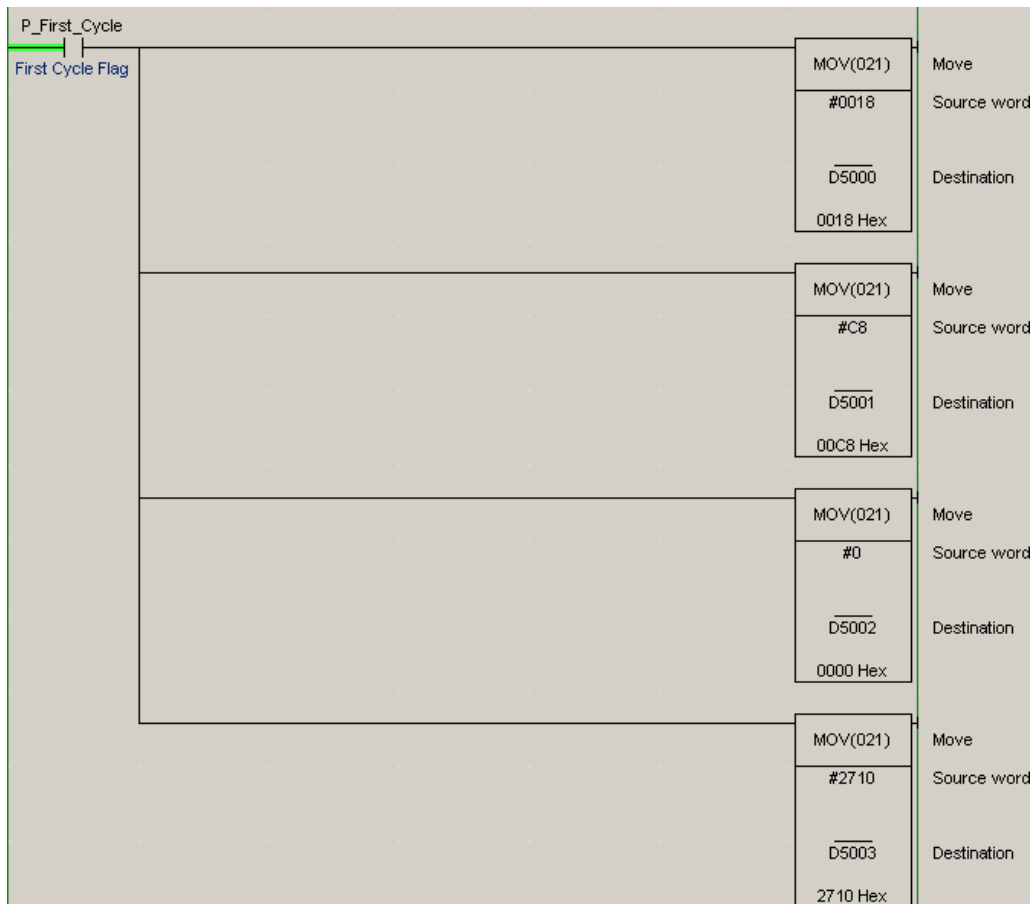 P_First_Cycle
First Cycle Flag
MOV(021) Move
#0018 Source word
D5000 Destination
0018 Hex
MOV(021) Move
#C8 Source word
D5001 Destination
00C8 Hex
MOV(021) Move
#0 Source word
D5002 Destination
0000 Hex
MOV(021) Move
#2710 Source word
D5003 Destination
2710 Hex